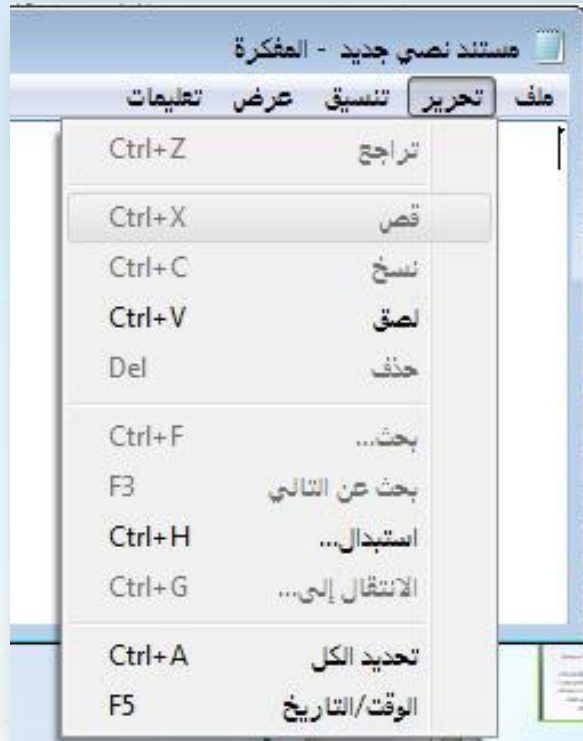 مستند نصي جديد - المفكرة
ملف تحرير تنسيق عرض تعليمات
تراجع Ctrl+Z
قص Ctrl+X
نسخ Ctrl+C
لصق Ctrl+V
حذف Del
بحث... Ctrl+F
بحث عن التالي F3
استبدال... Ctrl+H
الانتقال إلى... Ctrl+G
تحديد الكل Ctrl+A
الوقت/التاريخ F5